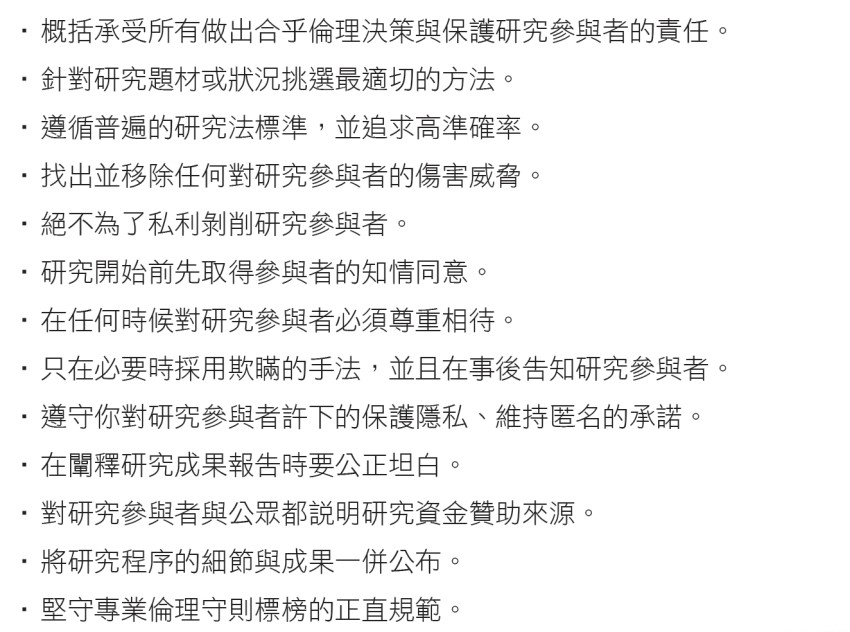 ・概括承受所有做出合乎倫理決策與保護研究參與者的責任。
・針對研究題材或狀況挑選最適切的方法。
・遵循普遍的研究法標準，並追求高準確率。
・找出並移除任何對研究參與者的傷害威脅。
・絕不為了私利剝削研究參與者。
・研究開始前先取得參與者的知情同意。
・在任何時候對研究參與者必須尊重相待。
・只在必要時採用欺瞞的手法，並且在事後告知研究參與者。
・遵守你對研究參與者許下的保護隱私、維持匿名的承諾。
・在闡釋研究成果報告時要公正坦白。
・對研究參與者與公眾都説明研究資金贊助來源。
・將研究程序的細節與成果一併公布。
・堅守專業倫理守則標榜的正直規範。